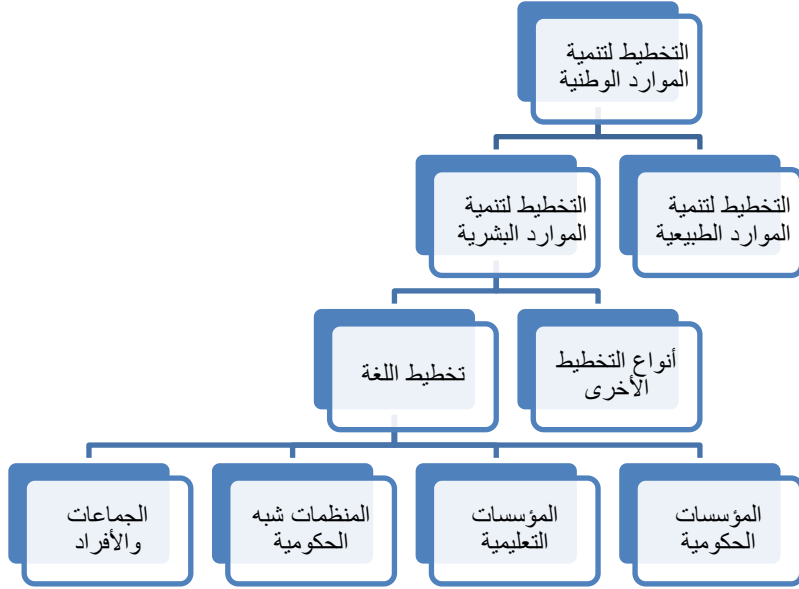 التخطيط لتنمية
الموارد الوطنية
التخطيط لتنمية
الموارد الطبيعية
التخطيط لتنمية
الموارد البشرية
أنواع التخطيط
الأخرى
تخطيط اللغة
المؤسسات
الحكومية
المؤسسات
التعليمية
المنظمات شبه
الحكومية
الجماعات
والأفراد